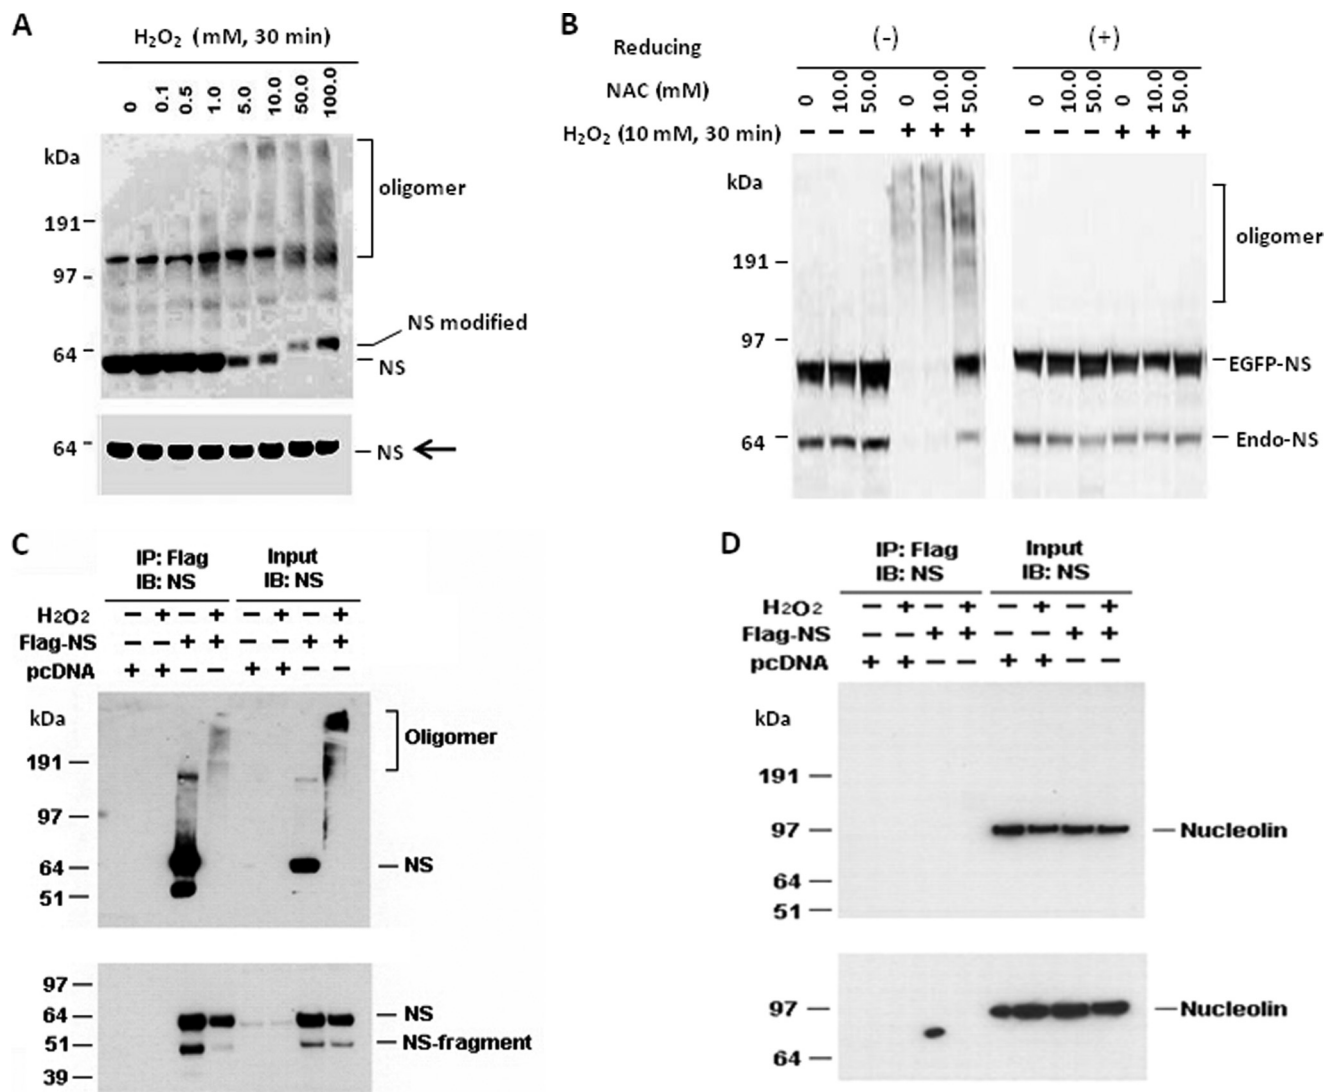 A
H₂O₂ (mM, 30 min)
0 0.1 0.5 1.0 5.0 10.0 50.0 100.0
kDa
oligomer
191
97
NS modified
64
NS
64
NS
B
Reducing (-) (+)
NAC (mM) 0 10.0 50.0 0 10.0 50.0 0 10.0 50.0 0 10.0 50.0
H₂O₂ (10 mM, 30 min) − − − + + + − − − + + +
kDa
oligomer
191
97
EGFP-NS
64
Endo-NS
C
IP: Flag Input
IB: NS IB: NS
H2O2 − + − + − + − +
Flag-NS − − + + − − + +
pcDNA + + − − + + − −
kDa
Oligomer
191
97
64
NS
51
97
64
NS
51
NS-fragment
39
D
IP: Flag Input
IB: NS IB: NS
H2O2 − + − + − + − +
Flag-NS − − + + − − + +
pcDNA + + − − + + − −
kDa
191
97
Nucleolin
64
51
97
Nucleolin
64